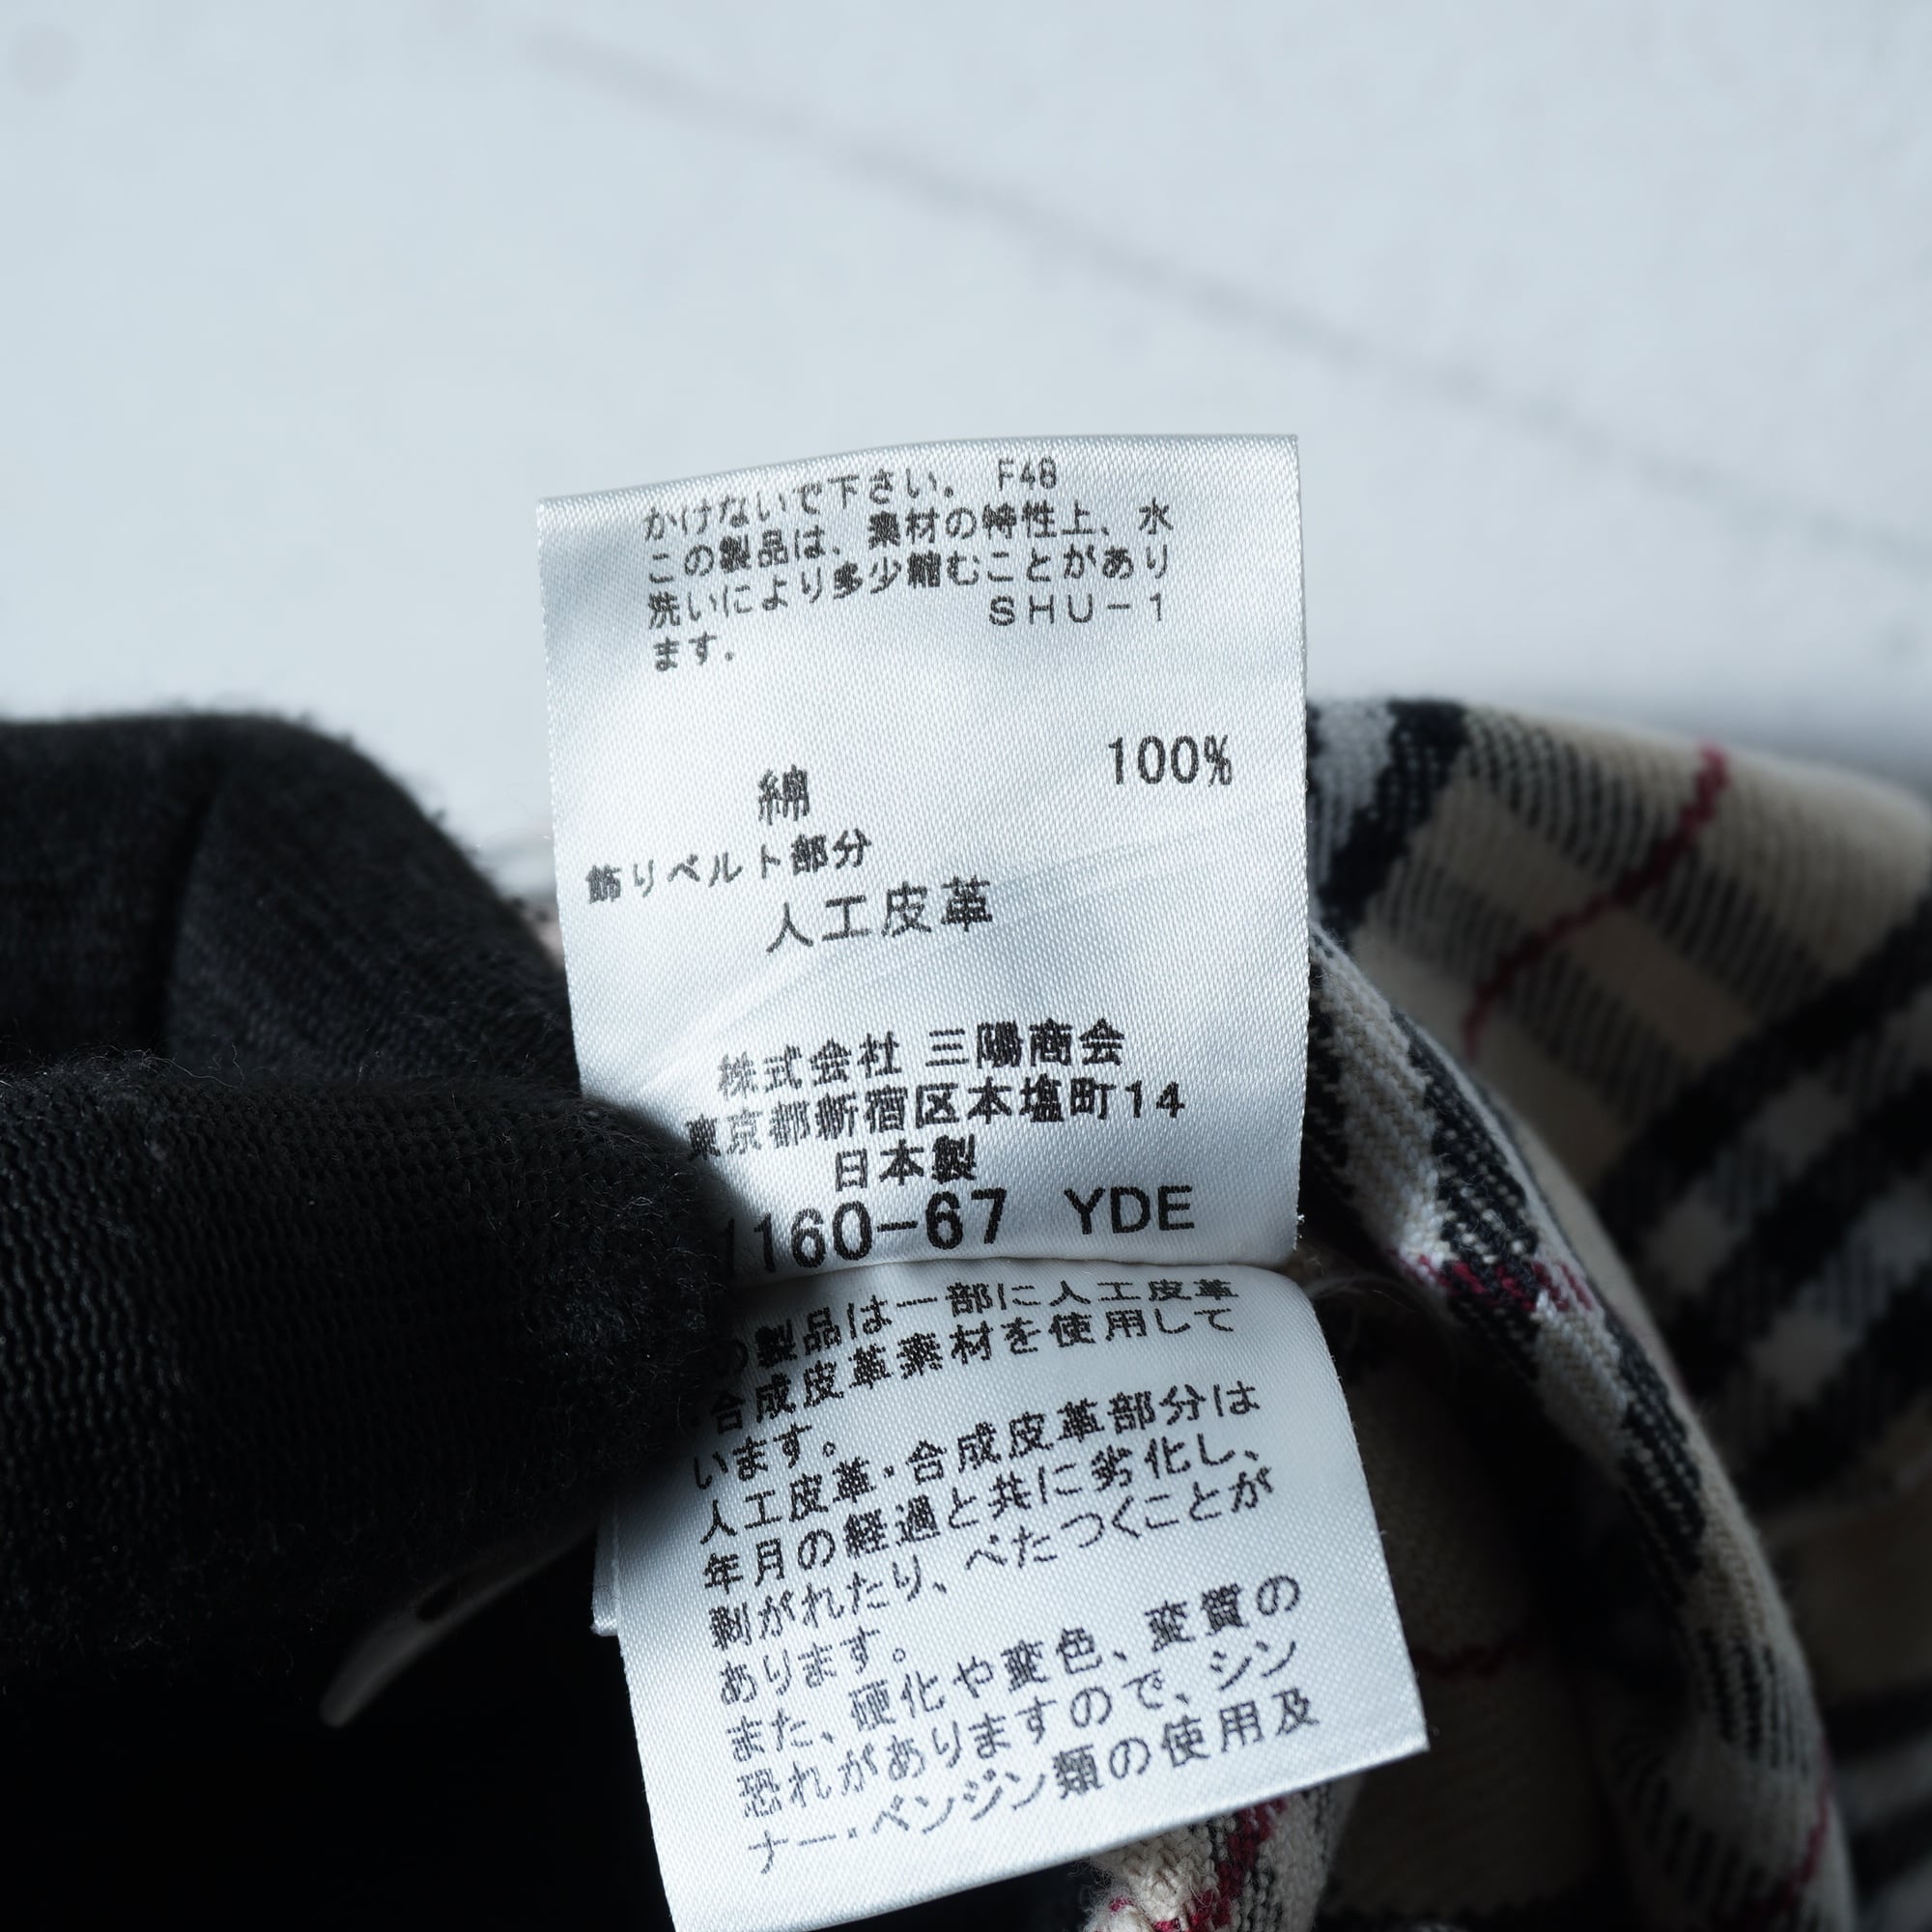 かけないで下さい。 F48
この製品は、素材の特性上、水
洗いにより多少縮むことがあり
ます。 SHU-1
綿 100%
飾りベルト部分
人工皮革
株式会社 三陽商会
東京都新宿区本塩町14
日本製
1160-67 YDE
の製品は一部に人工皮革
合成皮革素材を使用して
います。
人工皮革・合成皮革部分は
年月の経過と共に劣化し、
剥がれたり、べたつくことが
あります。
また、硬化や変色、変質の
恐れがありますので、シン
ナー・ベンジン類の使用及